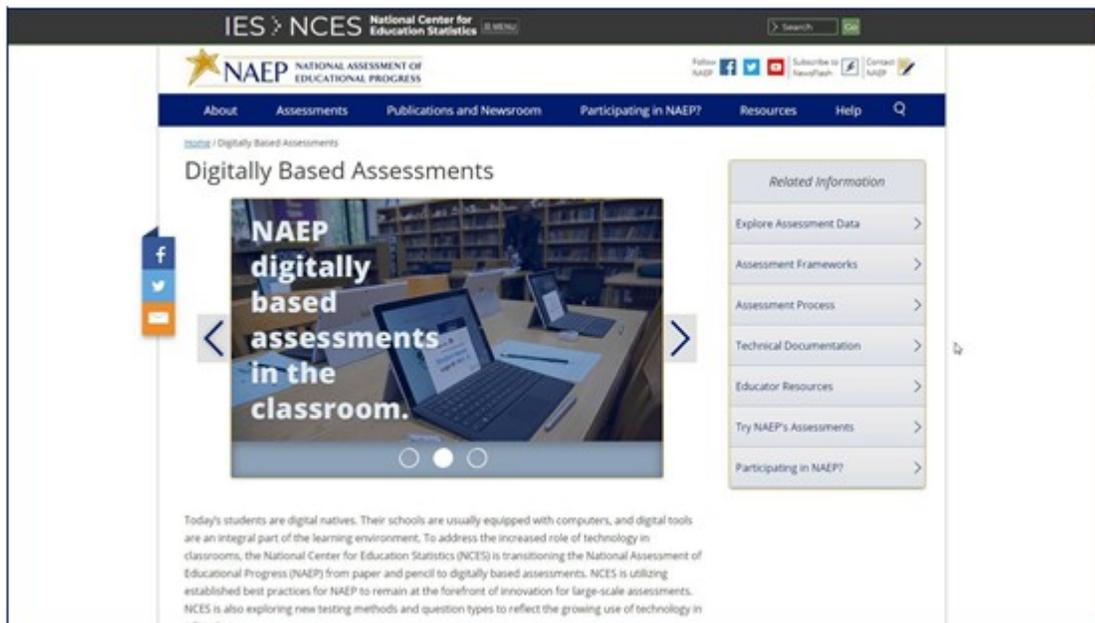 IES > NCES National Center for
Education Statistics ☰ MENU
> Search Go
NAEP NATIONAL ASSESSMENT OF
EDUCATIONAL PROGRESS
Follow
NAEP
Subscribe to
NewsFlash
Contact
NAEP
About Assessments Publications and Newsroom Participating in NAEP? Resources Help
Home / Digitally Based Assessments
Digitally Based Assessments
NAEP
digitally
based
assessments
in the
classroom.
Related Information
Explore Assessment Data
Assessment Frameworks
Assessment Process
Technical Documentation
Educator Resources
Try NAEP's Assessments
Participating in NAEP?
Today's students are digital natives. Their schools are usually equipped with computers, and digital tools
are an integral part of the learning environment. To address the increased role of technology in
classrooms, the National Center for Education Statistics (NCES) is transitioning the National Assessment of
Educational Progress (NAEP) from paper and pencil to digitally based assessments. NCES is utilizing
established best practices for NAEP to remain at the forefront of innovation for large-scale assessments.
NCES is also exploring new testing methods and question types to reflect the growing use of technology in